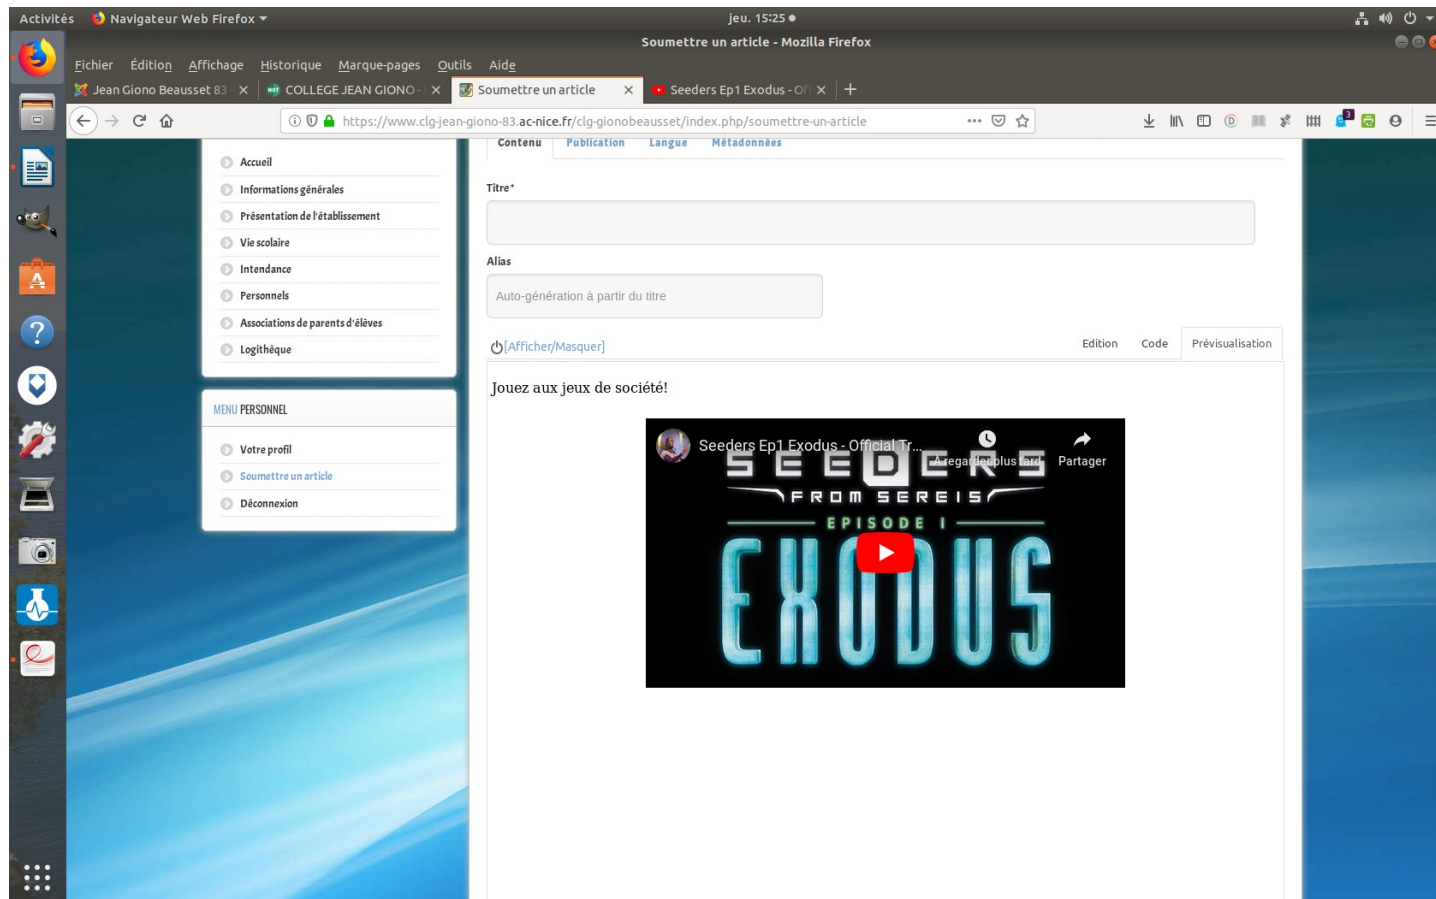 Activités Navigateur Web Firefox jeu. 15:25
Soumettre un article - Mozilla Firefox
Fichier Édition Affichage Historique Marque-pages Outils Aide
Jean Giono Beausset 83 COLLEGE JEAN GIONO - Soumettre un article Seeders Ep1 Exodus - Of
https://www.clg-jean-giono-83.ac-nice.fr/clg-gionobeausset/index.php/soumettre-un-article
3
Contenu Publication Langue Métadonnées
Accueil
Informations générales
Présentation de l'établissement
Vie scolaire
Intendance
Personnels
Associations de parents d'élèves
Logithèque
MENU PERSONNEL
Votre profil
Soumettre un article
Déconnexion
Titre*
Alias
Auto-génération à partir du titre
[Afficher/Masquer] Edition Code Prévisualisation
Jouez aux jeux de société!
Seeders Ep1 Exodus - Official Tr...
A regarder plus tard Partager
SEEDERS
FROM SEREIS
EPISODE I
EXODUS